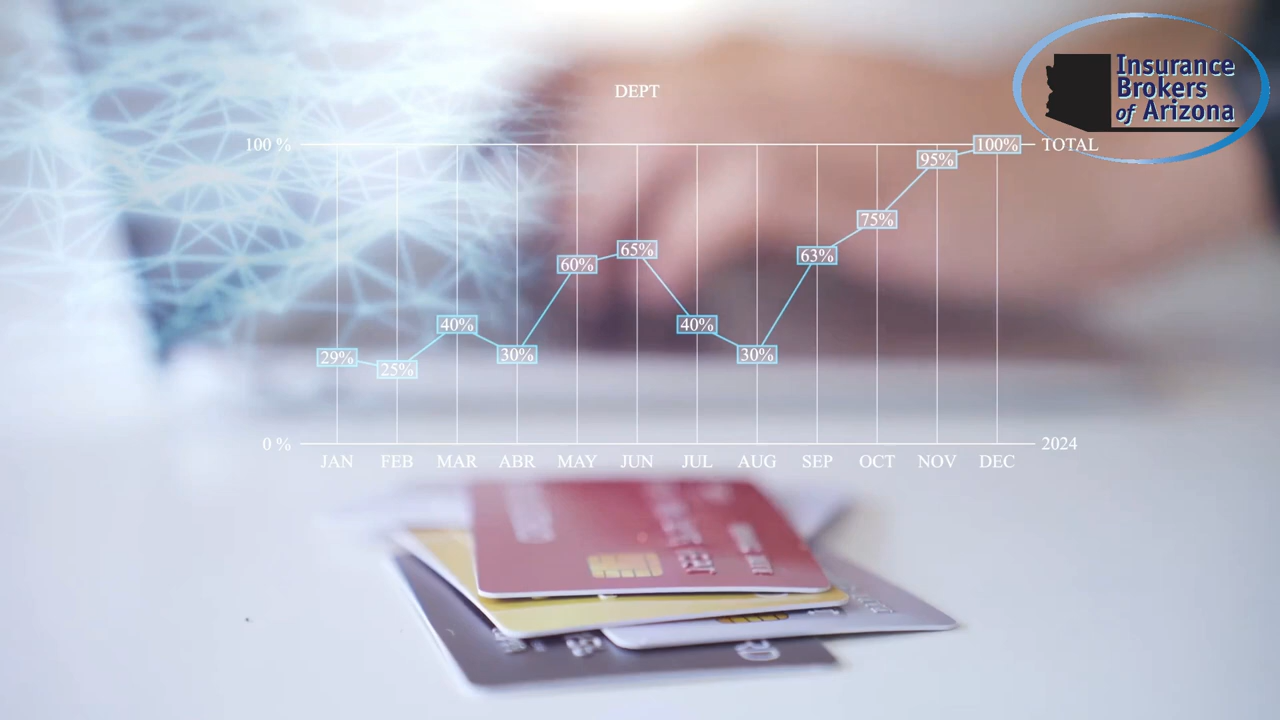 Insurance
Brokers
of Arizona
DEPT
100 %
TOTAL
29%
25%
40%
30%
60%
65%
40%
30%
63%
75%
95%
100%
0 %
2024
JAN FEB MAR ABR MAY JUN JUL AUG SEP OCT NOV DEC